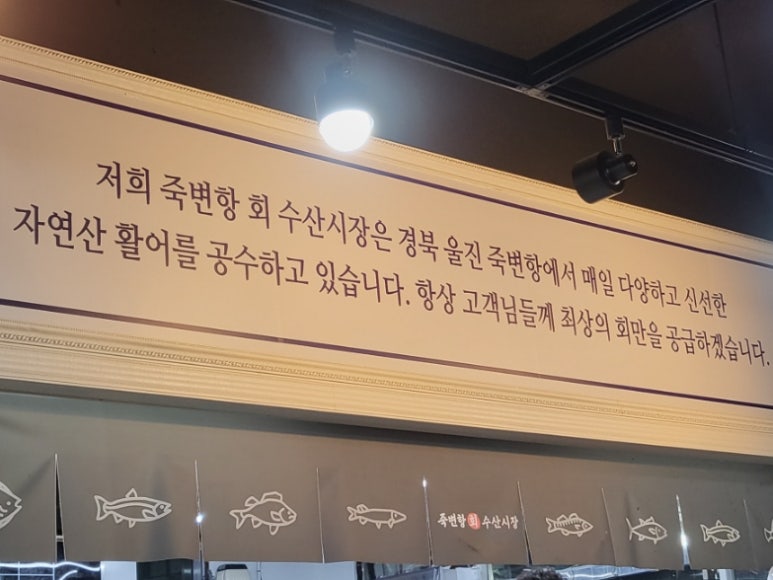 저희 죽변항 회 수산시장은 경북 울진 죽변항에서 매일 다양하고 신선한
자연산 활어를 공수하고 있습니다. 항상 고객님들께 최상의 회만을 공급하겠습니다.
죽변항 회 수산시장